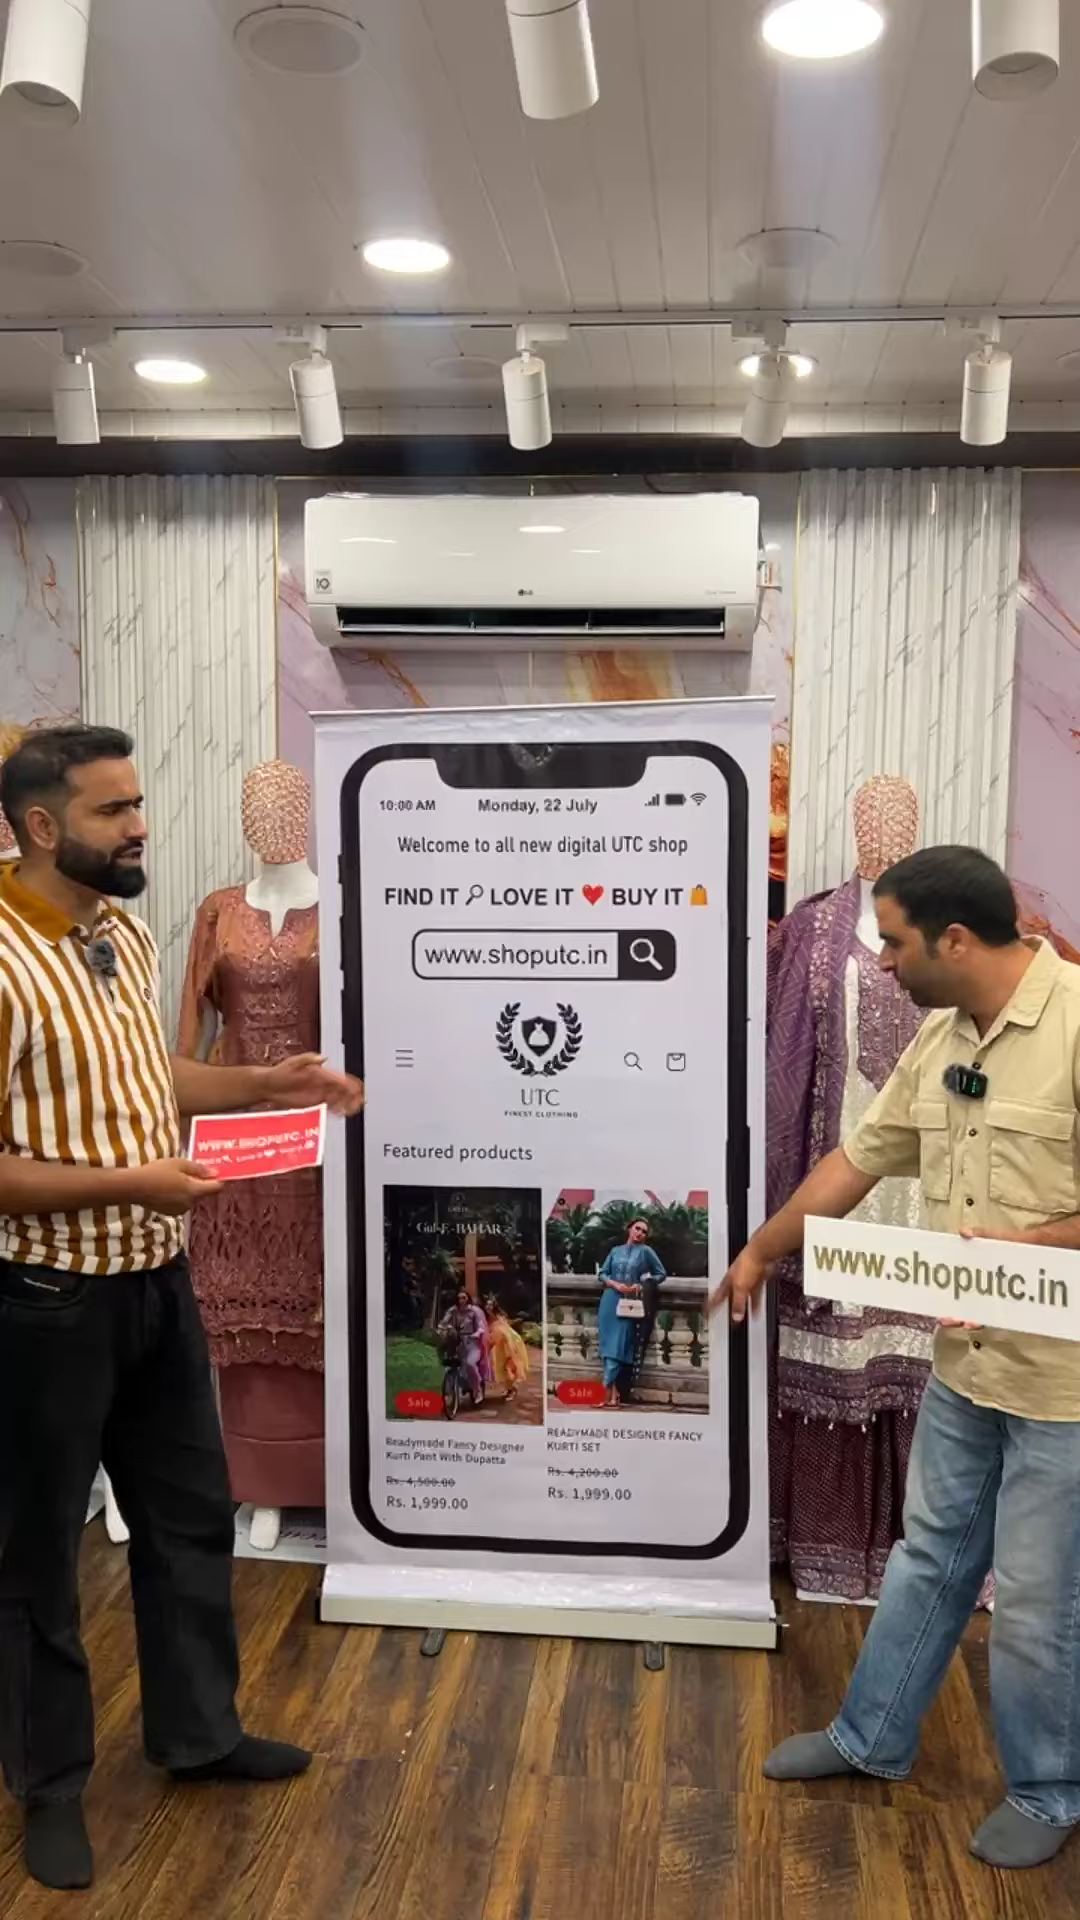 LG
10:00 AM Monday, 22 July
Welcome to all new digital UTC shop
FIND IT 🔎 LOVE IT ❤️ BUY IT 🛍️
www.shoputc.in
UTC
FINEST CLOTHING
Featured products
Gul-E-BAHAR
Sale
Sale
Readymade Fancy Designer
Kurti Pant With Dupatta
Rs. 4,500.00
Rs. 1,999.00
READYMADE DESIGNER FANCY
KURTI SET
Rs. 4,200.00
Rs. 1,999.00
WWW.SHOPUTC.IN
www.shoputc.in